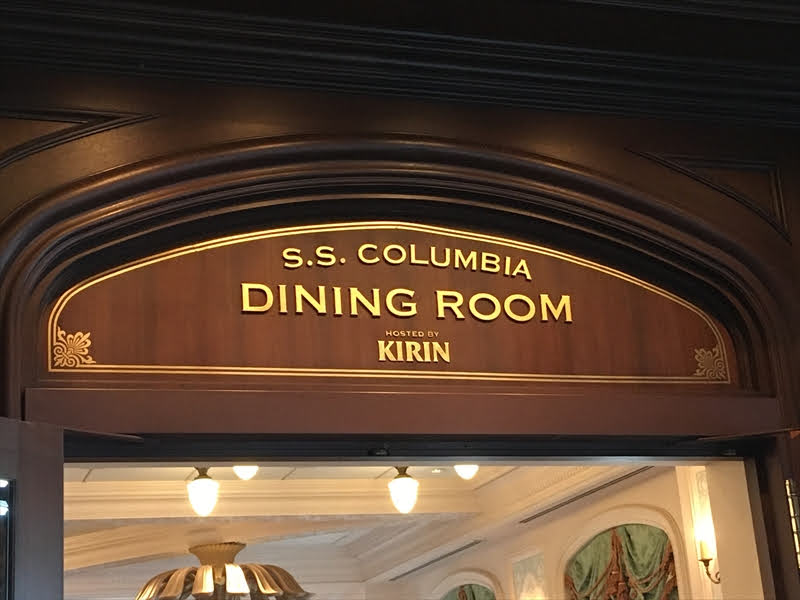 S.S. COLUMBIA
DINING ROOM
HOSTED BY
KIRIN